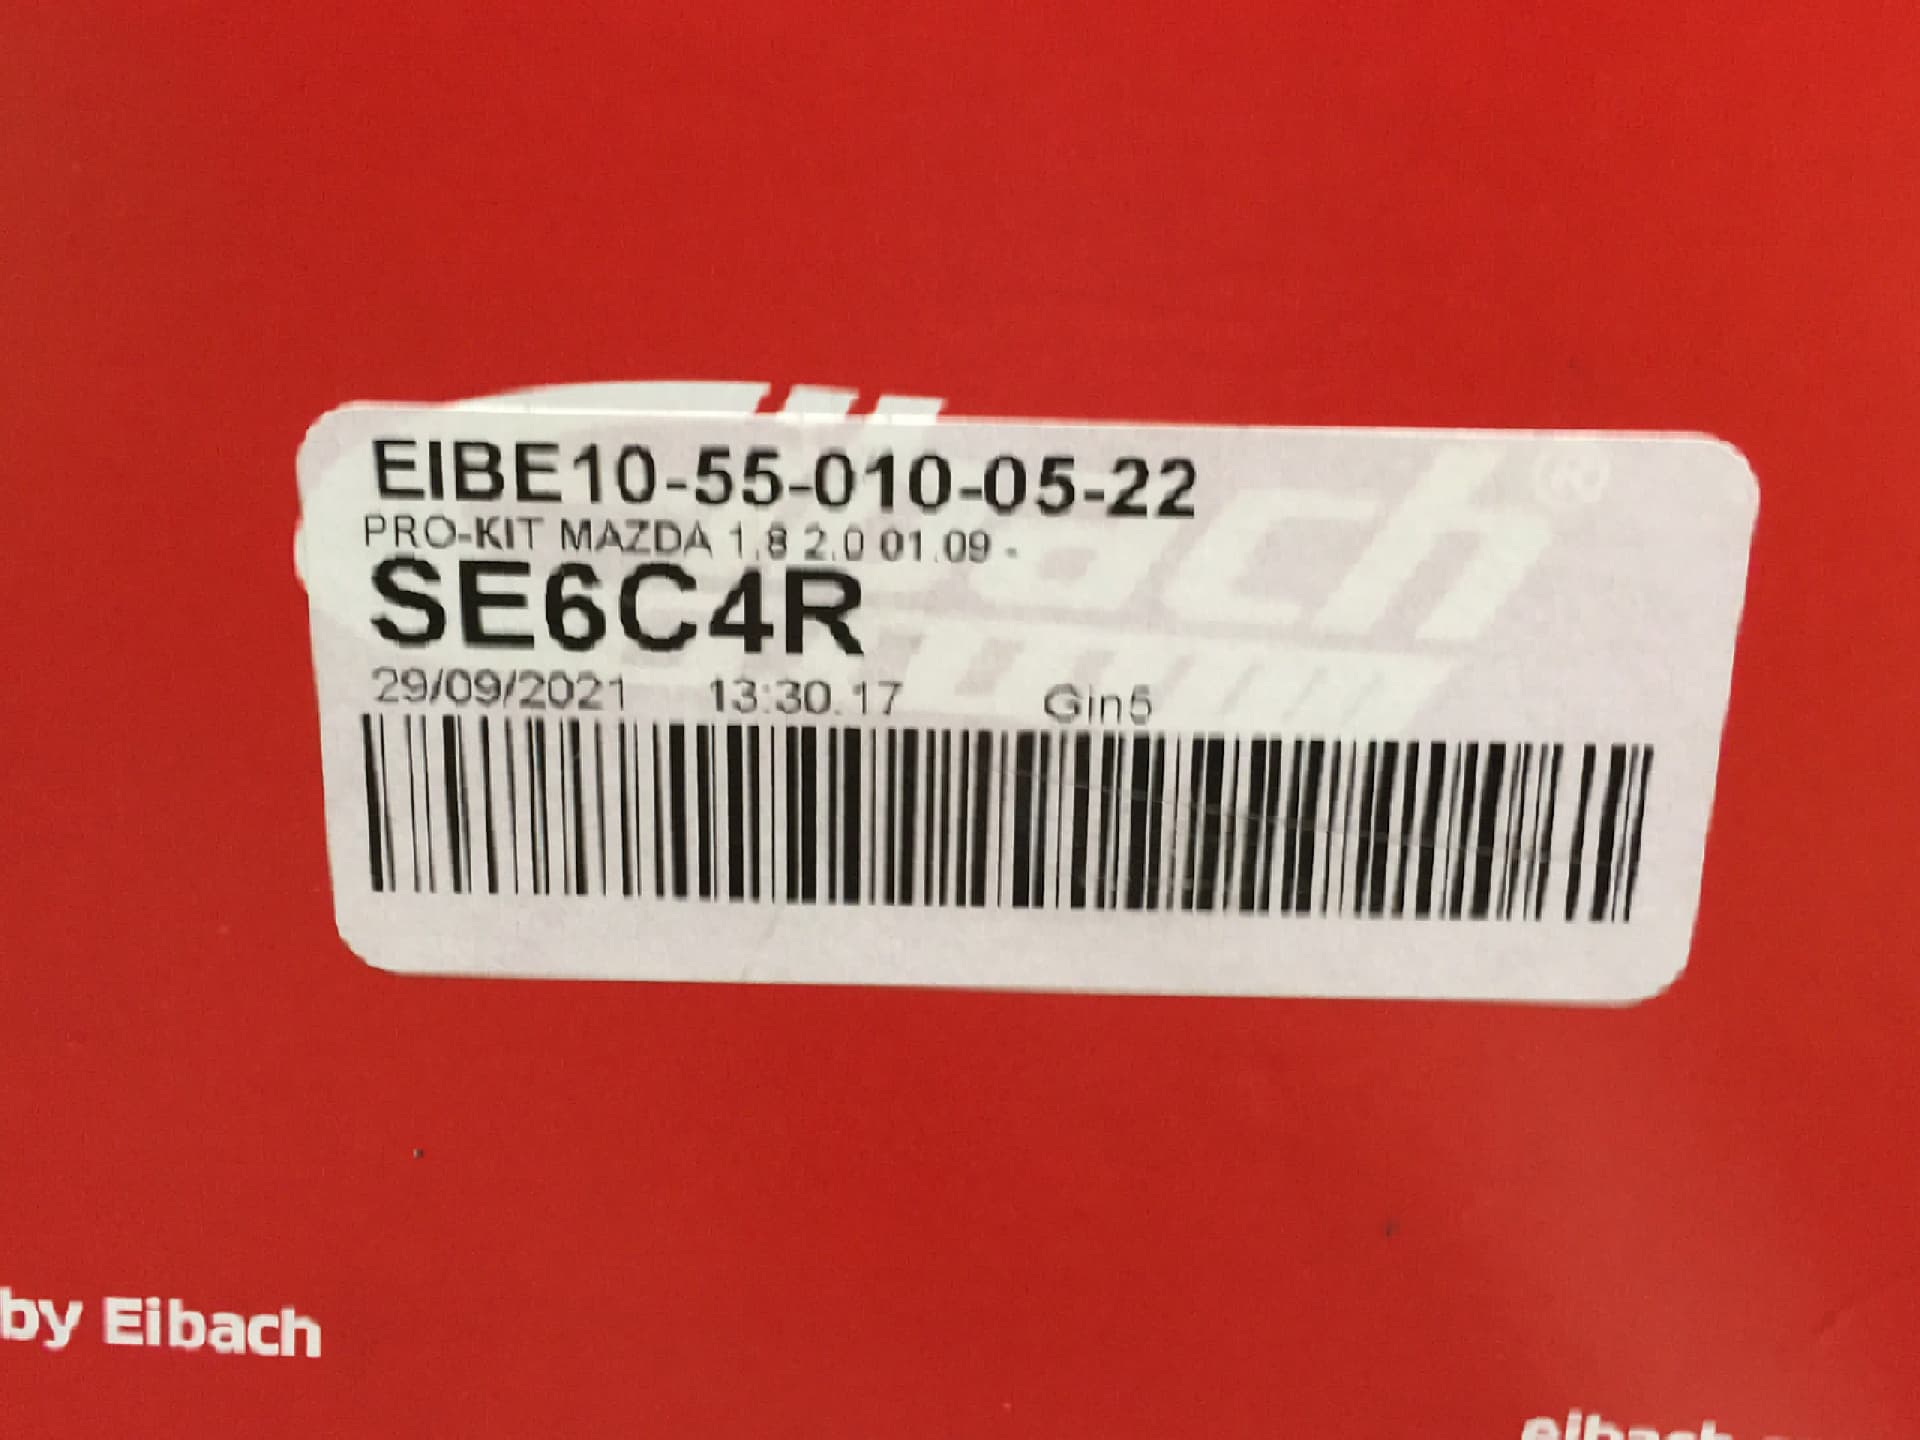 EIBE10-55-010-05-22
PRO-KIT MAZDA 1,8 2.0 01.09 -
SE6C4R
29/09/2021 13:30.17 Gin5
by Eibach